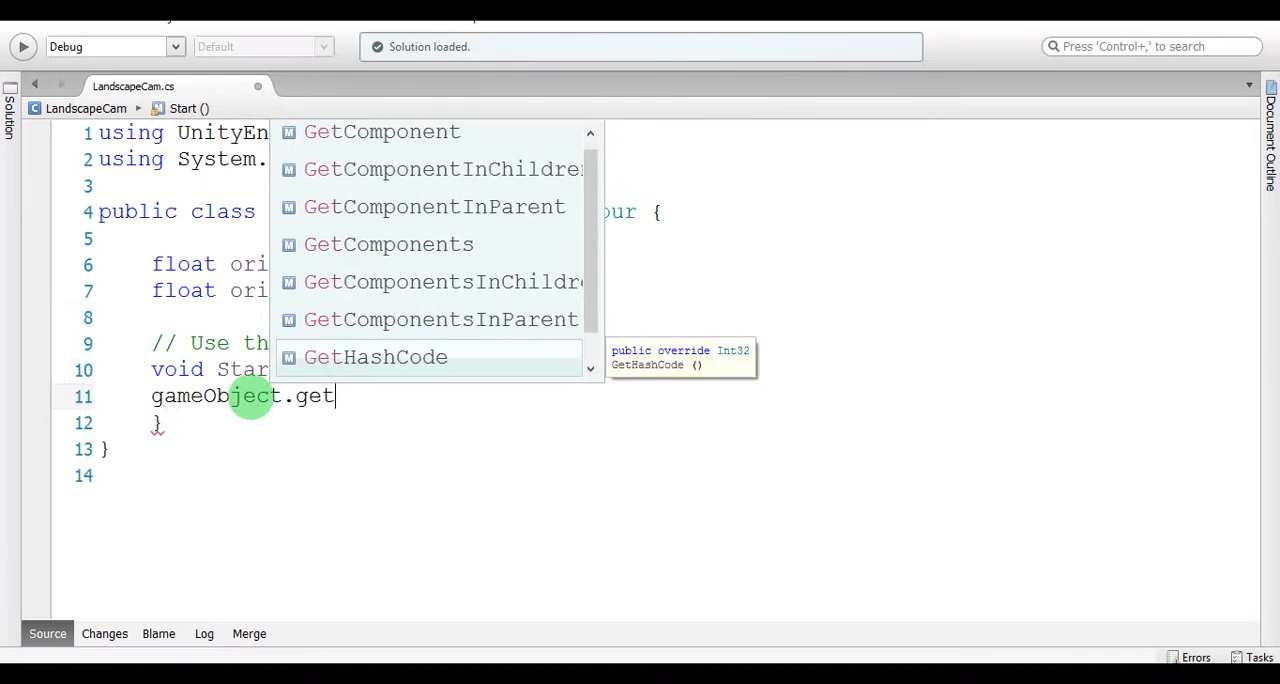 Debug
Default
Solution loaded.
Press 'Control+,' to search
Solution
LandscapeCam.cs
Document Outline
LandscapeCam
Start ()
1 using UnityEn
2 using System.
3
4 public class our {
5
6 float ori
7 float ori
8
9 // Use th
10 void Star
11 gameObject.get
12 }
13 }
14
GetComponent
GetComponentInChildre
GetComponentInParent
GetComponents
GetComponentsInChildre
GetComponentsInParent
GetHashCode
public override Int32
GetHashCode ()
Source Changes Blame Log Merge
Errors Tasks